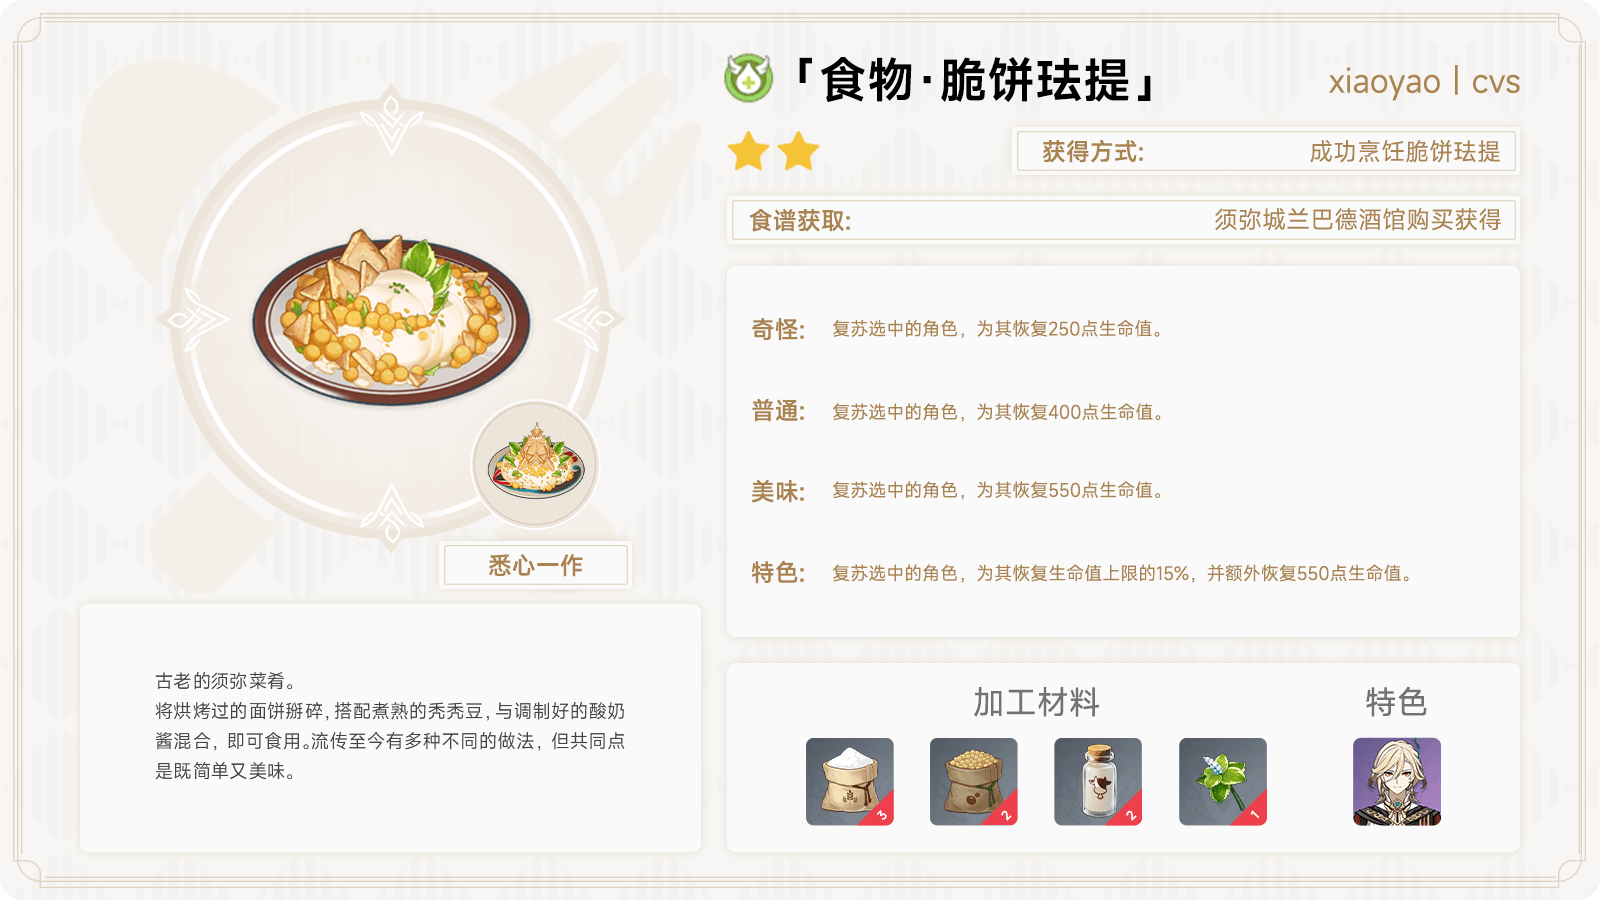 「食物·脆饼珐提」
xiaoyao | cvs
获得方式: 成功烹饪脆饼珐提
食谱获取: 须弥城兰巴德酒馆购买获得
奇怪: 复苏选中的角色，为其恢复250点生命值。
普通: 复苏选中的角色，为其恢复400点生命值。
美味: 复苏选中的角色，为其恢复550点生命值。
特色: 复苏选中的角色，为其恢复生命值上限的15%，并额外恢复550点生命值。
悉心一作
古老的须弥菜肴。
将烘烤过的面饼掰碎，搭配煮熟的秃秃豆，与调制好的酸奶
酱混合，即可食用。流传至今有多种不同的做法，但共同点
是既简单又美味。
加工材料
特色
3
2
2
1